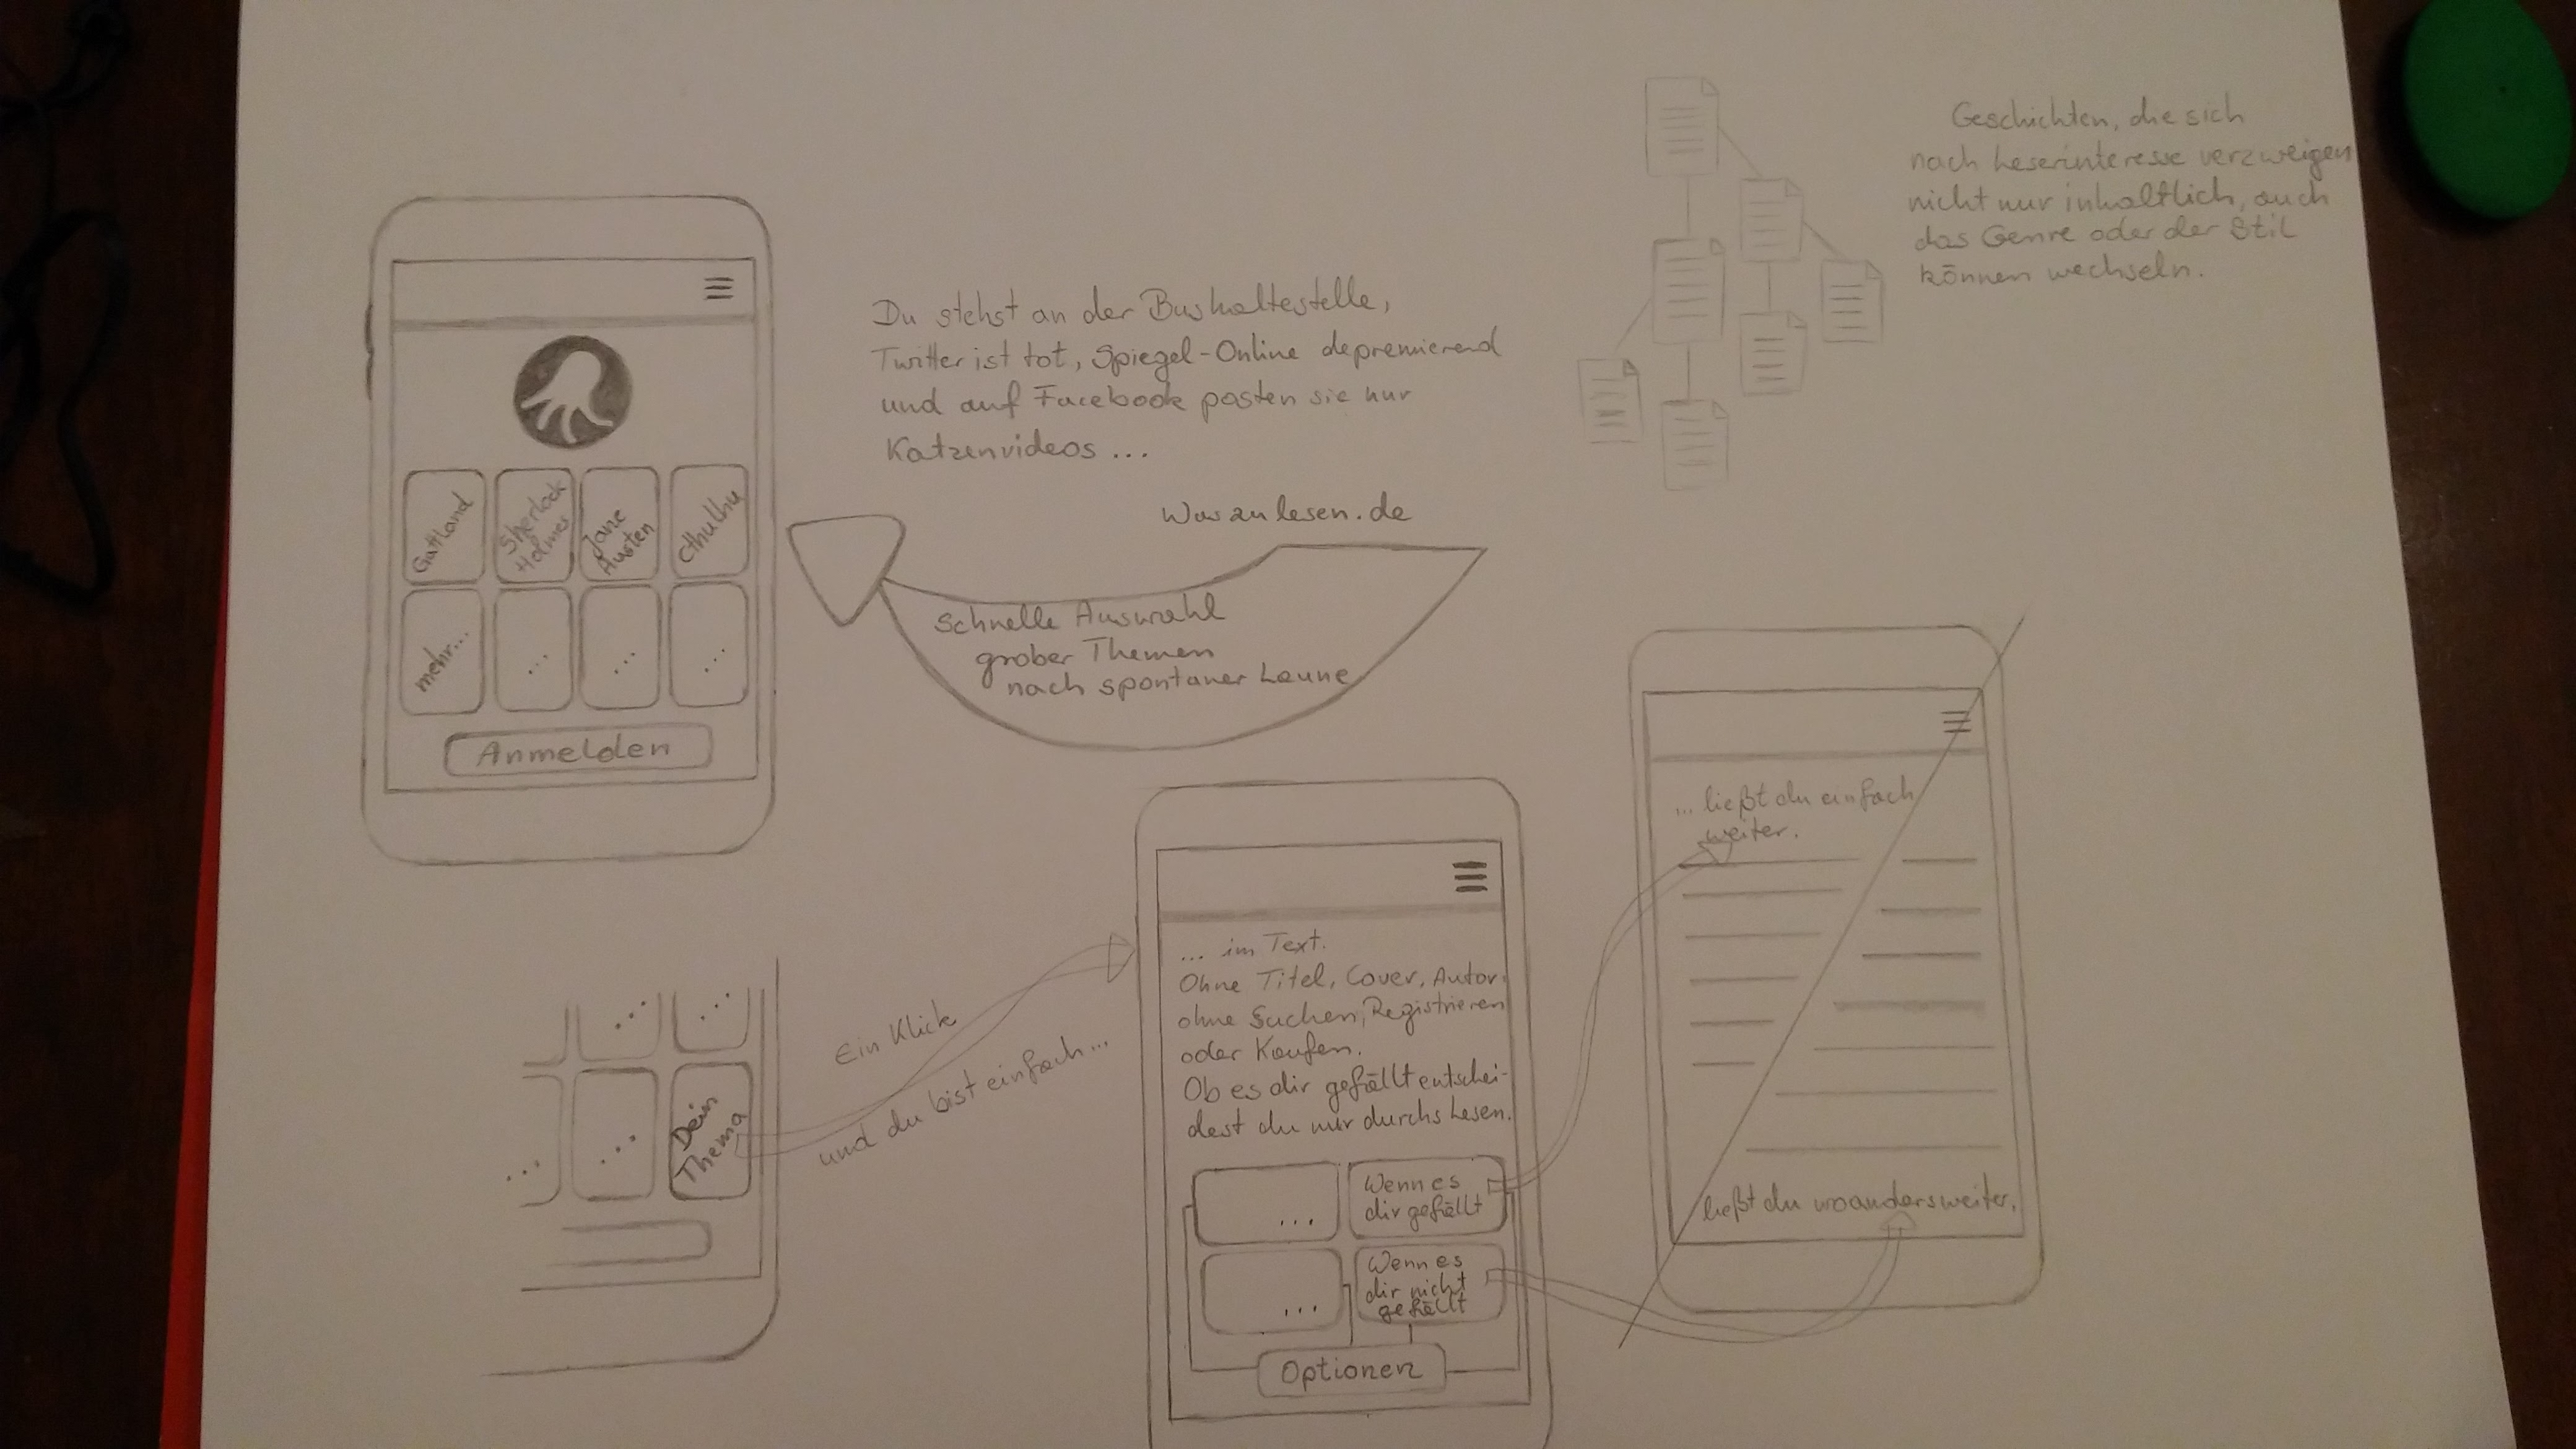 Geschichten, die sich
nach Leserinteresse verzweigen
nicht nur inhaltlich, auch
das Genre oder der Stil
können wechseln.
Du stehst an der Bushaltestelle,
Twitter ist tot, Spiegel-Online depremierend
und auf Facebook posten sie nur
Katzenvideos ...
Was zu lesen.de
Schnelle Auswahl
grober Themen
nach spontaner Laune
Gottland
Sherlock
Holmes
Jane
Austen
Cthulhu
mehr...
...
...
...
Anmelden
...
...
...
...
Dein
Thema
Ein Klick
und du bist einfach...
... im Text.
Ohne Titel, Cover, Autor.
ohne Suchen, Registrieren
oder Kaufen.
Ob es dir gefällt entschei-
dest du nur durchs Lesen.
...
Wenn es
dir gefällt
...
Wenn es
dir nicht
gefällt
Optionen
... ließt du einfach
weiter.
ließt du woanders weiter.